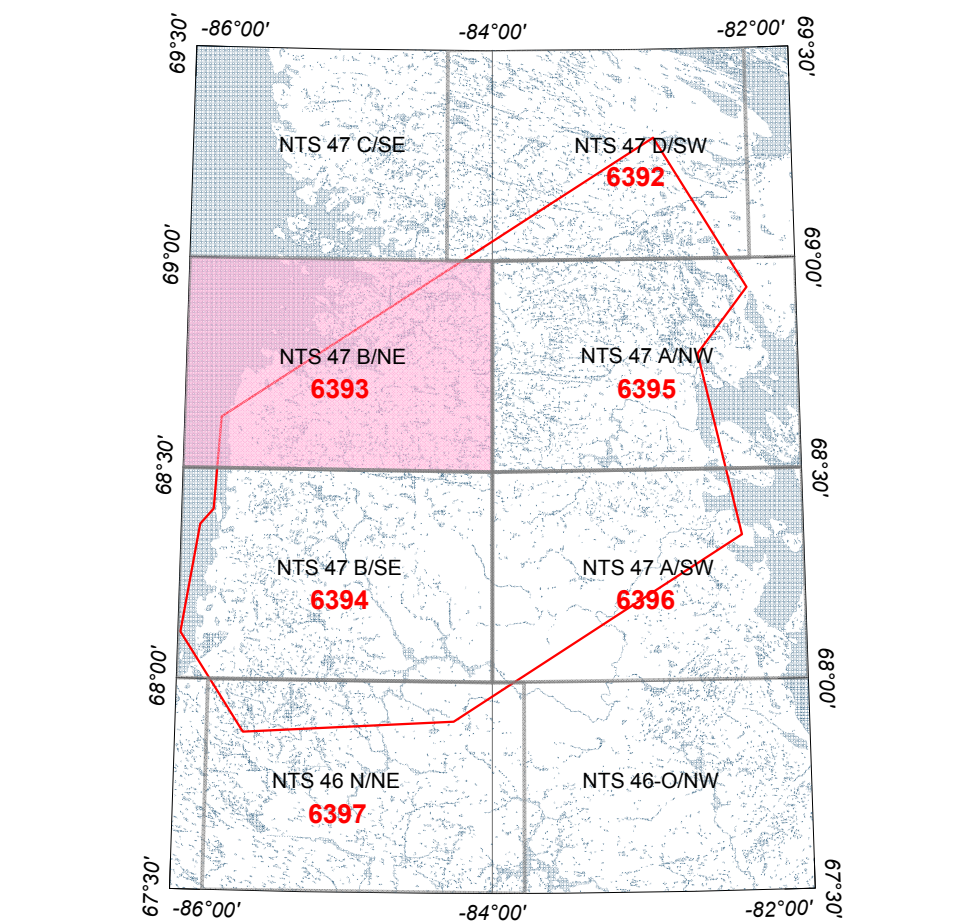 -86°00' -84°00' -82°00'
69°30' 69°30'
NTS 47 C/SE NTS 47 D/SW
6392
69°00' 69°00'
NTS 47 B/NE NTS 47 A/NW
6393 6395
68°30' 68°30'
NTS 47 B/SE NTS 47 A/SW
6394 6396
68°00' 68°00'
NTS 46 N/NE NTS 46-O/NW
6397
67°30' 67°30'
-86°00' -84°00' -82°00'